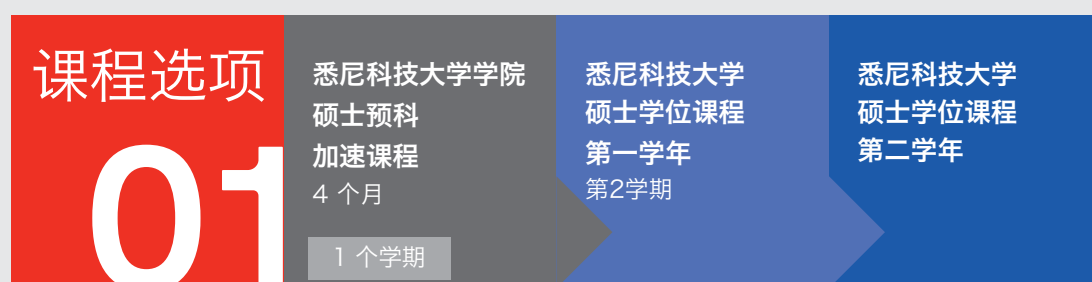 课程选项
01
悉尼科技大学学院
硕士预科
加速课程
4 个月
1 个学期
悉尼科技大学
硕士学位课程
第一学年
第2学期
悉尼科技大学
硕士学位课程
第二学年